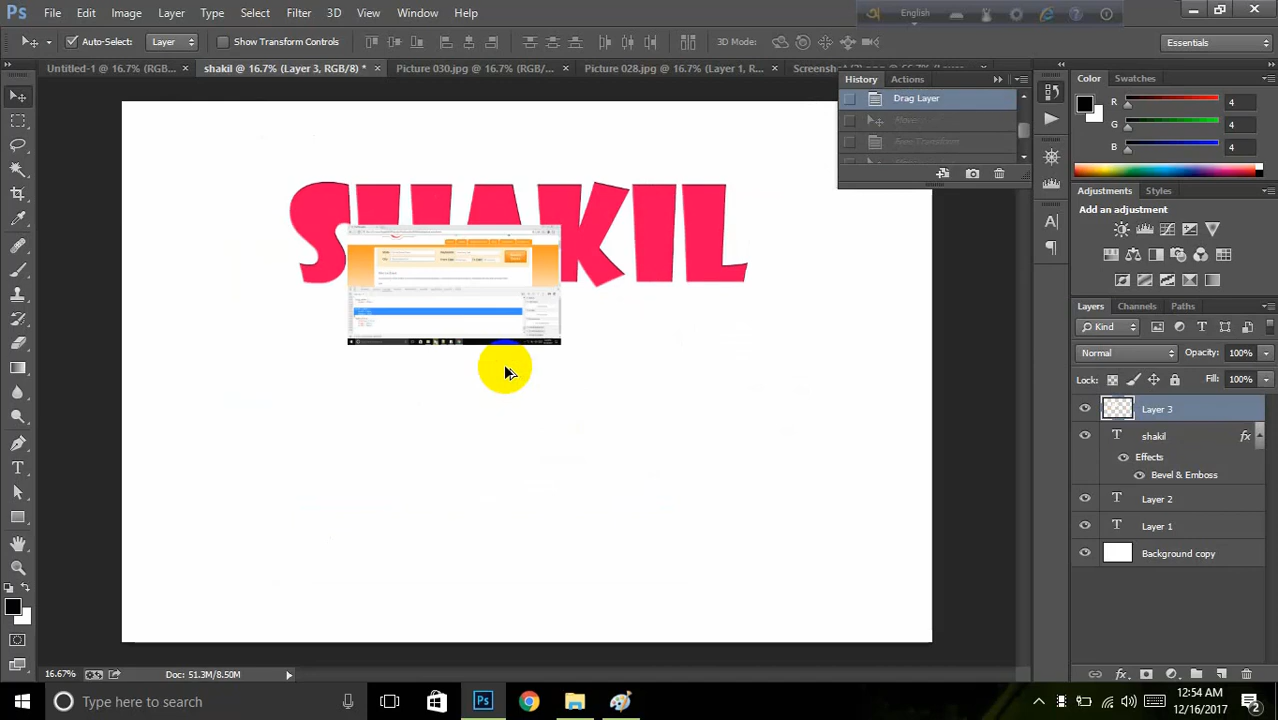 Ps File Edit Image Layer Type Select Filter 3D View Window Help
English
Auto-Select: Layer Show Transform Controls 3D Mode: Essentials
Untitled-1 @ 16.7% (RGB... × shakil @ 16.7% (Layer 3, RGB/8) * × Picture 030.jpg @ 16.7% (RGB/... × Picture 028.jpg @ 16.7% (Layer 1, R... ×
History Actions
Drag Layer
Move
Free Transform
Color Swatches
R 4
G 4
B 4
Adjustments Styles
Add an adjustment
SHAKIL
Layers Channels Paths
Kind
Normal Opacity: 100%
Lock: Fill: 100%
Layer 3
T shakil fx
Effects
Bevel & Emboss
T Layer 2
T Layer 1
Background copy
16.67% Doc: 51.3M/8.50M
Type here to search
Ps
12:54 AM
12/16/2017
2